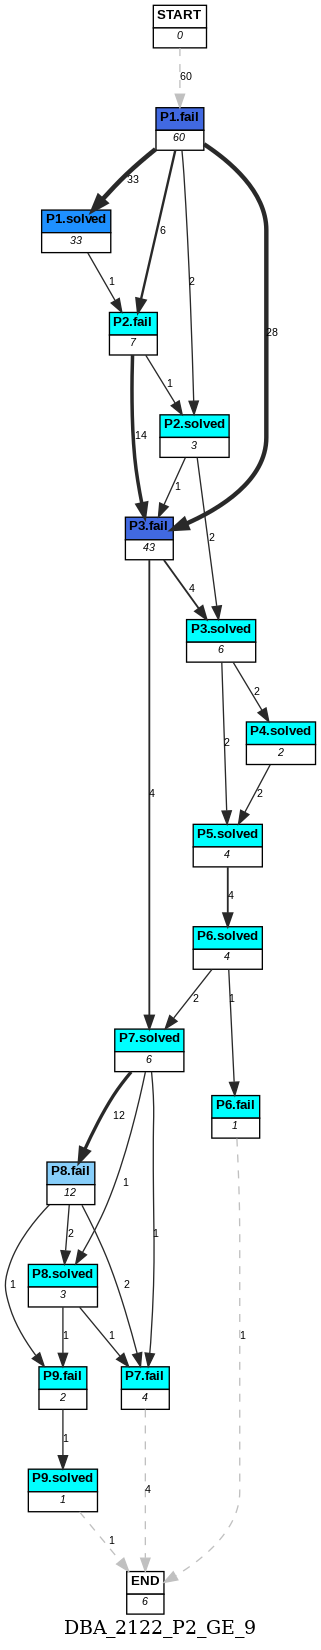 START
0
60
P1.fail
60
33
P1.solved
33
6
2
28
1
P2.fail
7
1
P2.solved
3
14
1
2
P3.fail
43
4
P3.solved
6
2
P4.solved
2
2
2
4
P5.solved
4
4
P6.solved
4
2
1
P7.solved
6
P6.fail
1
12
1
1
P8.fail
12
1
2
2
P8.solved
3
1
1
1
P9.fail
2
P7.fail
4
1
4
P9.solved
1
1
END
6
DBA_2122_P2_GE_9